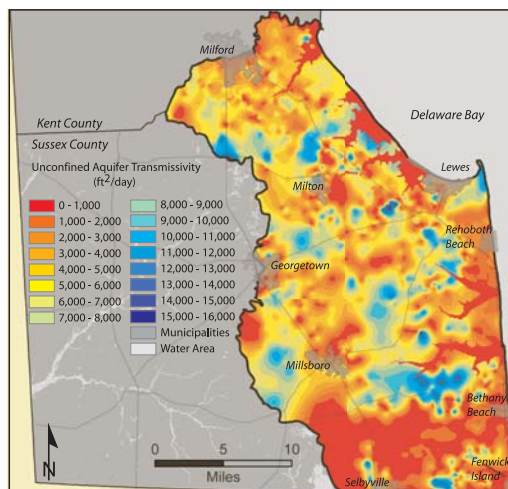 Milford
Delaware Bay
Kent County
Sussex County
Unconfined Aquifer Transmissivity
(ft2/day)
0 - 1,000
1,000 - 2,000
2,000 - 3,000
3,000 - 4,000
4,000 - 5,000
5,000 - 6,000
6,000 - 7,000
7,000 - 8,000
8,000 - 9,000
9,000 - 10,000
10,000 - 11,000
11,000 - 12,000
12,000 - 13,000
13,000 - 14,000
14,000 - 15,000
15,000 - 16,000
Municipalities
Water Area
Lewes
Milton
Rehoboth
Beach
Georgetown
Millsboro
Bethany
Beach
Fenwick
Island
Selbyville
N
0 5 10
Miles